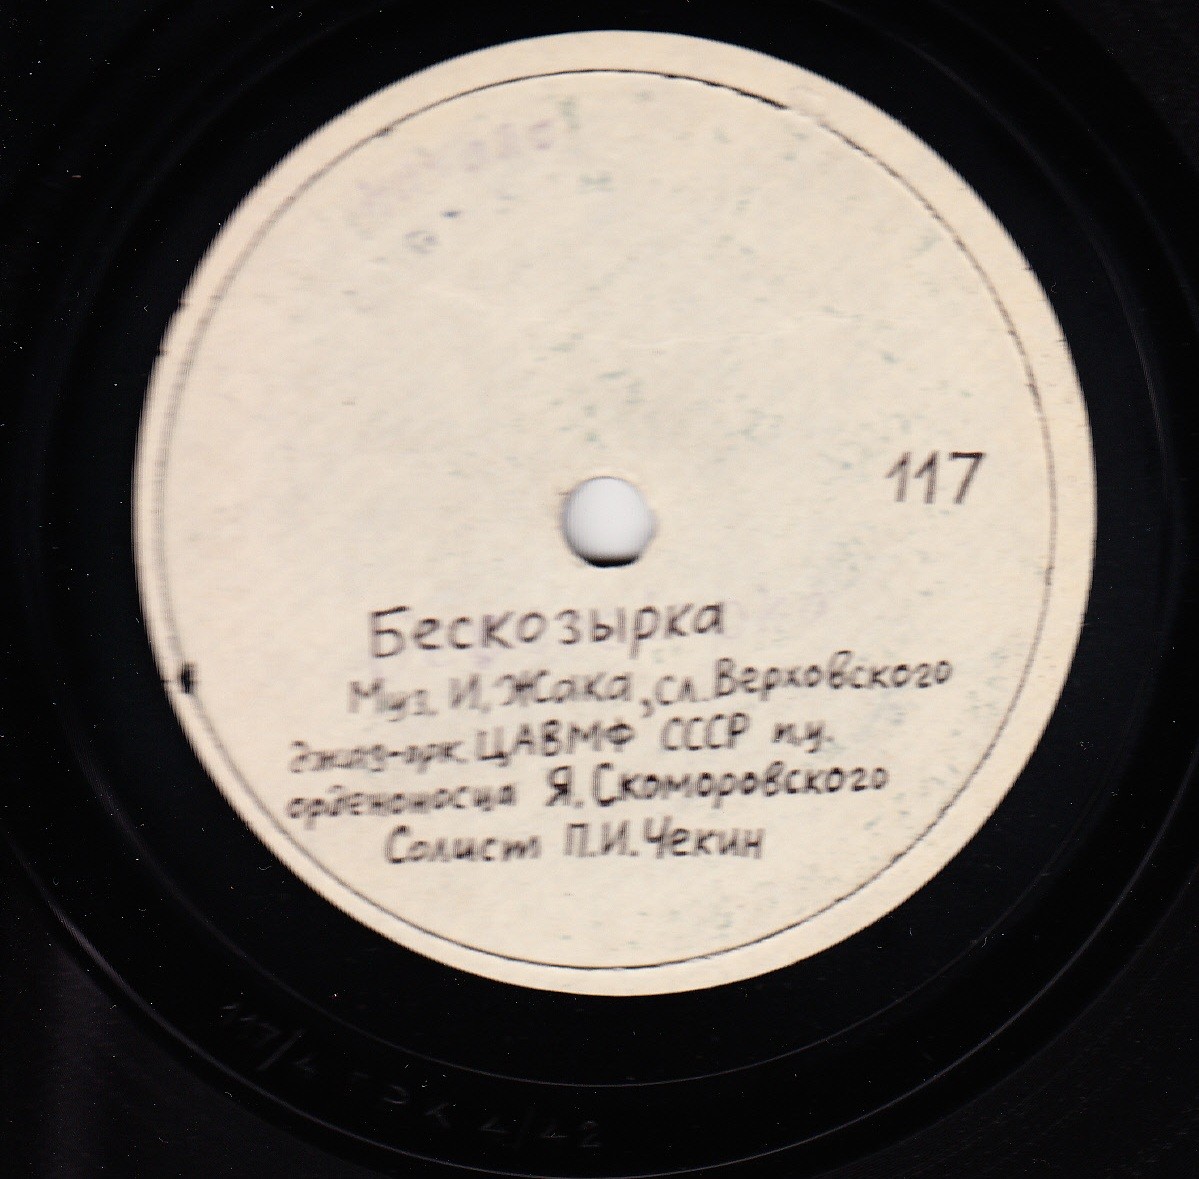 117
Бескозырка
Муз. И. Жака, сл. Верховского
джаз-орк. ЦАВМФ СССР п.у.
орденоносца Я. Скоморовского
Солист П.И. Чекин